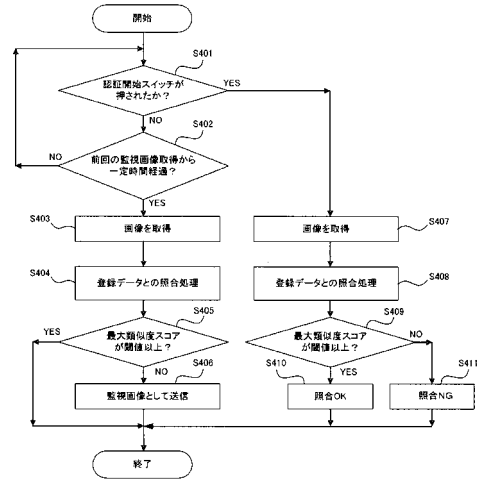 開始
S401
認証開始スイッチが
押されたか？
YES
NO
S402
前回の監視画像取得から
一定時間経過？
NO
YES
S403
画像を取得
S407
画像を取得
S404
登録データとの照合処理
S408
登録データとの照合処理
S405
最大類似度スコア
が閾値以上？
YES
NO
S409
最大類似度スコア
が閾値以上？
NO
YES
S406
監視画像として送信
S410
照合OK
S411
照合NG
終了